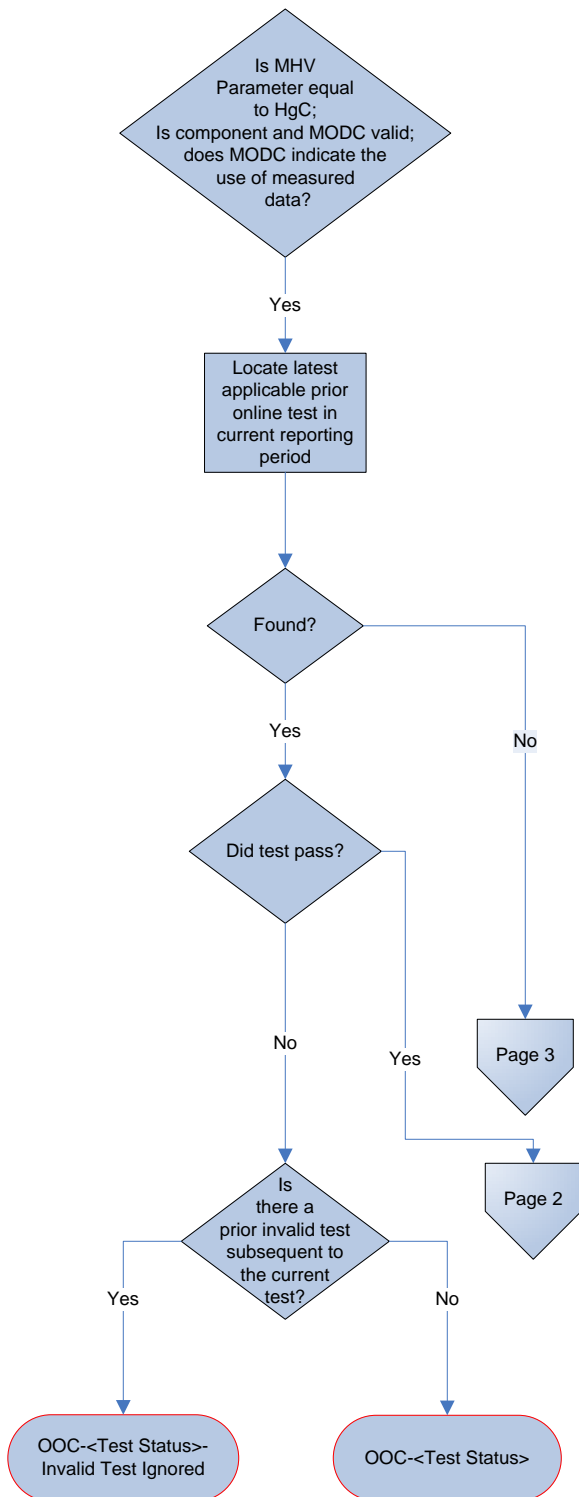 Is MHV
Parameter equal
to HgC;
Is component and MODC valid;
does MODC indicate the
use of measured
data?
Yes
Locate latest
applicable prior
online test in
current reporting
period
Found?
Yes
No
Did test pass?
No
Yes
Page 3
Page 2
Is
there a
prior invalid test
subsequent to
the current
test?
Yes
No
OOC-<Test Status>-
Invalid Test Ignored
OOC-<Test Status>